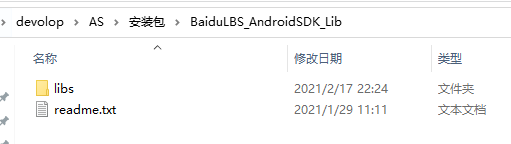 devolop > AS > 安装包 > BaiduLBS_AndroidSDK_Lib
名称 修改日期 类型
libs 2021/2/17 22:24 文件夹
readme.txt 2021/1/29 11:11 文本文档